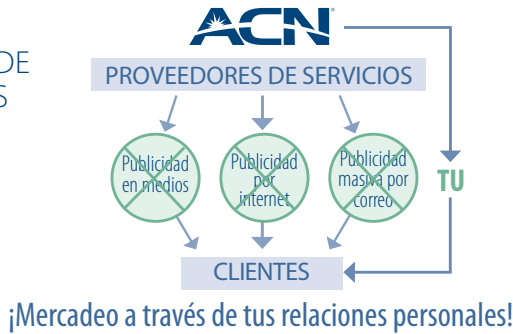 ACN
DE
S
PROVEEDORES DE SERVICIOS
Publicidad
en medios
Publicidad
por
internet
Publicidad
masiva por
correo
TU
CLIENTES
¡Mercadeo a través de tus relaciones personales!